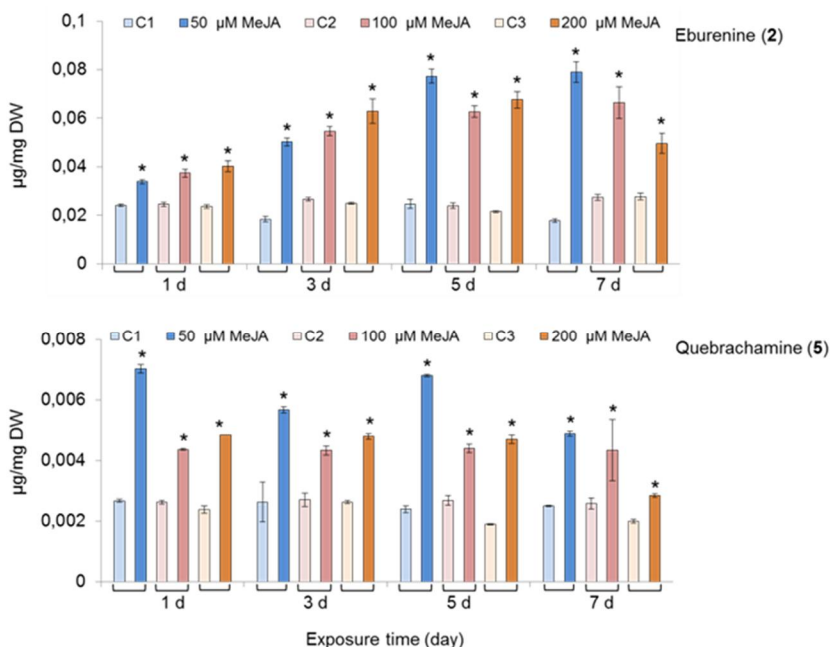 C1 50 µM MeJA C2 100 µM MeJA C3 200 µM MeJA
Eburenine (2)
µg/mg DW
0,1
0,08
0,06
0,04
0,02
0
* * * * * * * * * * * *
1 d 3 d 5 d 7 d
C1 50 µM MeJA C2 100 µM MeJA C3 200 µM MeJA
Quebrachamine (5)
µg/mg DW
0,008
0,006
0,004
0,002
0
* * * * * * * * * * * *
1 d 3 d 5 d 7 d
Exposure time (day)